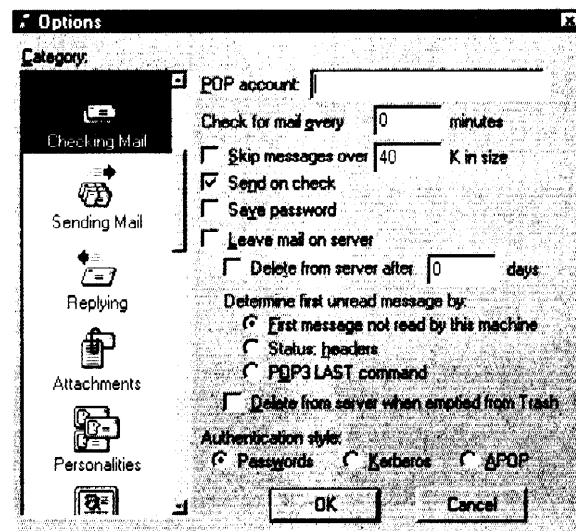 Options
Category:
Checking Mail
Sending Mail
Replying
Attachments
Personalities
POP account:
Check for mail every 0 minutes
Skip messages over 40 K in size
Send on check
Save password
Leave mail on server
Delete from server after 0 days
Determine first unread message by:
First message not read by this machine
Status: headers
POP3 LAST command
Delete from server when emptied from Trash
Authentication style:
Passwords Kerberos APOP
OK Cancel